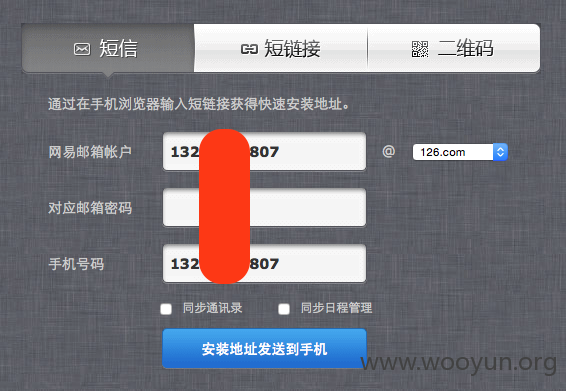 短信 短链接 二维码
通过在手机浏览器输入短链接获得快速安装地址。
网易邮箱帐户 132 807 @ 126.com
对应邮箱密码
手机号码 132 807
同步通讯录 同步日程管理
安装地址发送到手机
www.wooyun.org